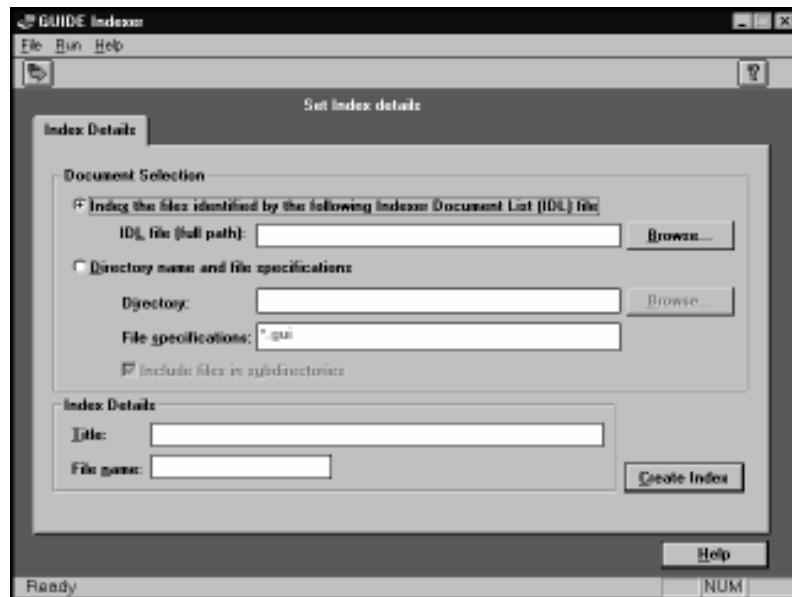 GUIDE Indexer
File Run Help
Set Index details
Index Details
Document Selection
Index the files identified by the following Indexer Document List (IDL) file
IDL file (full path): Browse...
Directory name and file specifications
Directory: Browse...
File specifications: *.gui
Include files in subdirectories
Index Details
Title:
File name:
Create Index
Help
Ready NUM